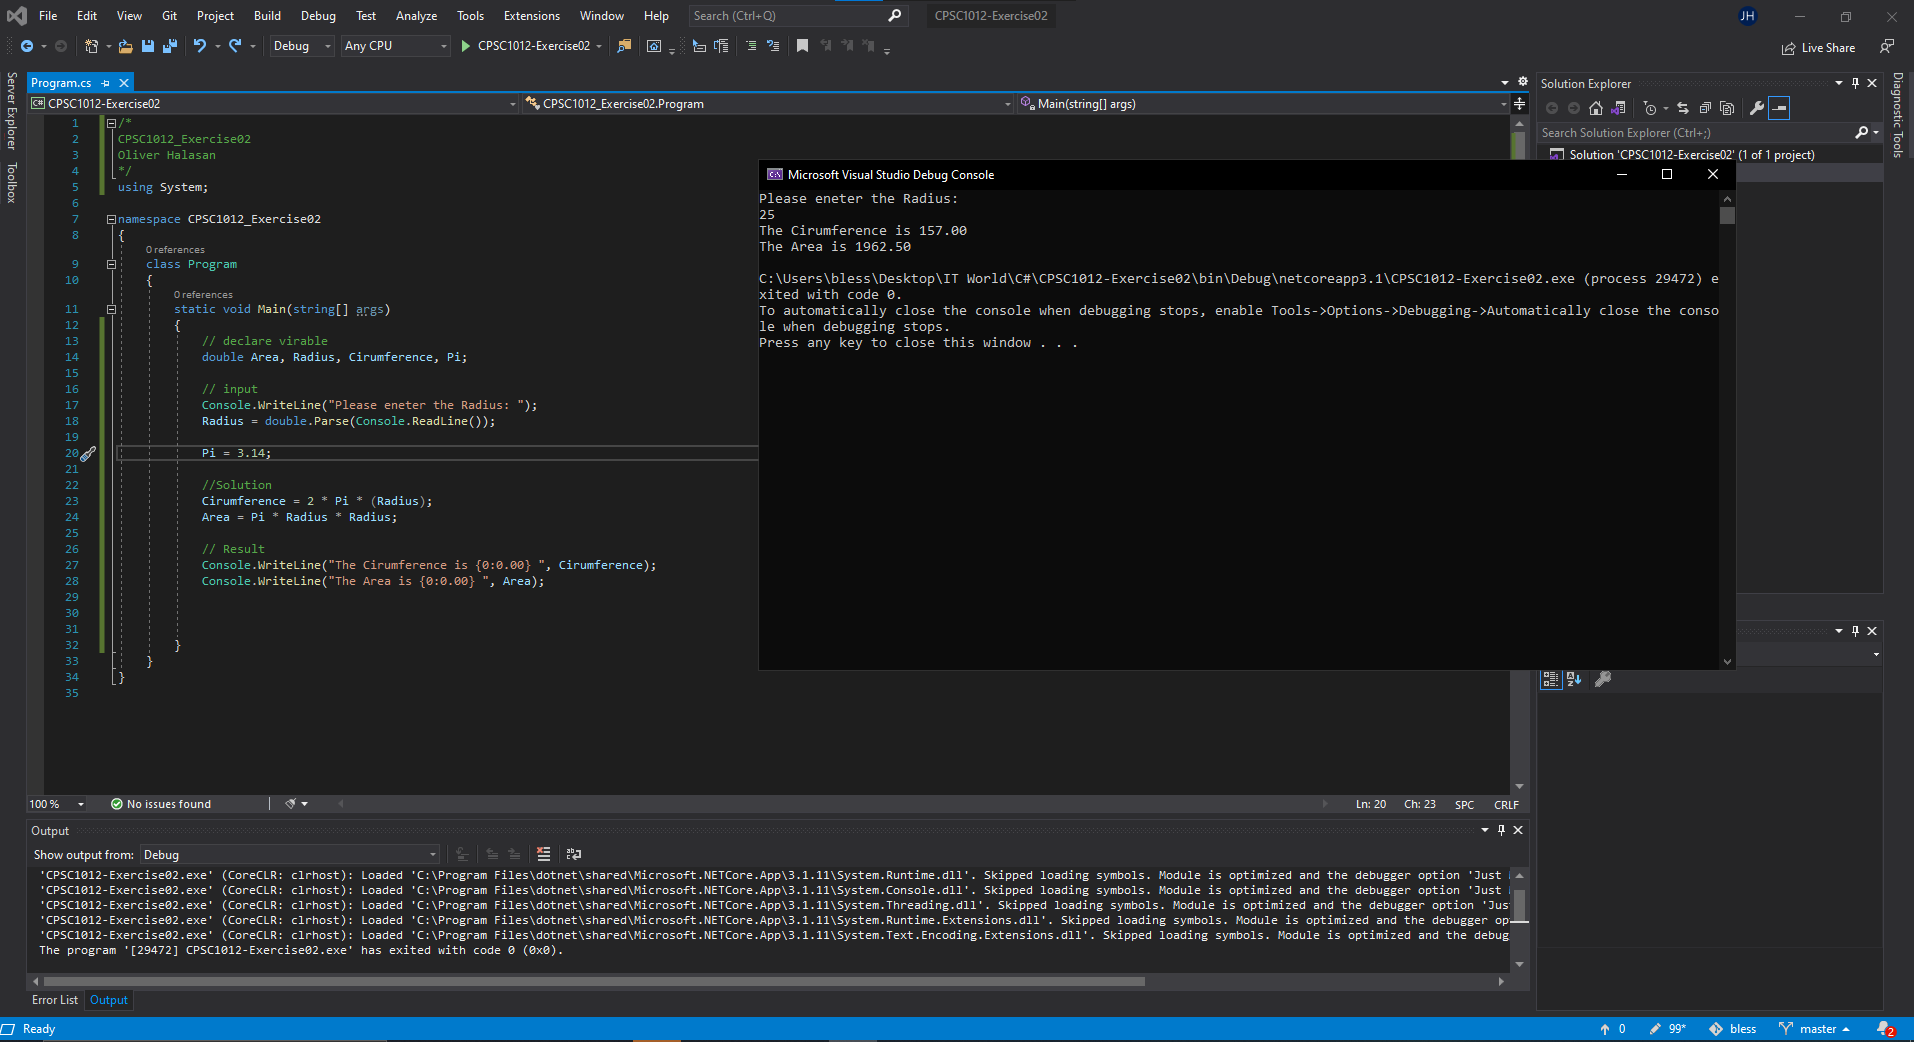 File Edit View Git Project Build Debug Test Analyze Tools Extensions Window Help Search (Ctrl+Q) CPSC1012-Exercise02 JH
Debug Any CPU CPSC1012-Exercise02 Live Share
Server Explorer
Toolbox
Program.cs
CPSC1012-Exercise02 CPSC1012_Exercise02.Program Main(string[] args)
1 /*
2 CPSC1012_Exercise02
3 Oliver Halasan
4 */
5 using System;
6
7 namespace CPSC1012_Exercise02
8 {
0 references
9 class Program
10 {
0 references
11 static void Main(string[] args)
12 {
13 // declare virable
14 double Area, Radius, Cirumference, Pi;
15
16 // input
17 Console.WriteLine("Please eneter the Radius: ");
18 Radius = double.Parse(Console.ReadLine());
19
20 Pi = 3.14;
21
22 //Solution
23 Cirumference = 2 * Pi * (Radius);
24 Area = Pi * Radius * Radius;
25
26 // Result
27 Console.WriteLine("The Cirumference is {0:0.00} ", Cirumference);
28 Console.WriteLine("The Area is {0:0.00} ", Area);
29
30
31
32 }
33 }
34 }
35
Microsoft Visual Studio Debug Console
Please eneter the Radius:
25
The Cirumference is 157.00
The Area is 1962.50
C:\Users\bless\Desktop\IT World\C#\CPSC1012-Exercise02\bin\Debug\netcoreapp3.1\CPSC1012-Exercise02.exe (process 29472) e
xited with code 0.
To automatically close the console when debugging stops, enable Tools->Options->Debugging->Automatically close the conso
le when debugging stops.
Press any key to close this window . . .
Solution Explorer
Search Solution Explorer (Ctrl+;)
Solution 'CPSC1012-Exercise02' (1 of 1 project)
Diagnostic Tools
100 % No issues found Ln: 20 Ch: 23 SPC CRLF
Output
Show output from: Debug
'CPSC1012-Exercise02.exe' (CoreCLR: clrhost): Loaded 'C:\Program Files\dotnet\shared\Microsoft.NETCore.App\3.1.11\System.Runtime.dll'. Skipped loading symbols. Module is optimized and the debugger option 'Just
'CPSC1012-Exercise02.exe' (CoreCLR: clrhost): Loaded 'C:\Program Files\dotnet\shared\Microsoft.NETCore.App\3.1.11\System.Console.dll'. Skipped loading symbols. Module is optimized and the debugger option 'Just
'CPSC1012-Exercise02.exe' (CoreCLR: clrhost): Loaded 'C:\Program Files\dotnet\shared\Microsoft.NETCore.App\3.1.11\System.Threading.dll'. Skipped loading symbols. Module is optimized and the debugger option 'Jus
'CPSC1012-Exercise02.exe' (CoreCLR: clrhost): Loaded 'C:\Program Files\dotnet\shared\Microsoft.NETCore.App\3.1.11\System.Runtime.Extensions.dll'. Skipped loading symbols. Module is optimized and the debugger op
'CPSC1012-Exercise02.exe' (CoreCLR: clrhost): Loaded 'C:\Program Files\dotnet\shared\Microsoft.NETCore.App\3.1.11\System.Text.Encoding.Extensions.dll'. Skipped loading symbols. Module is optimized and the debug
The program '[29472] CPSC1012-Exercise02.exe' has exited with code 0 (0x0).
Error List Output
Ready 0 99* bless master 2